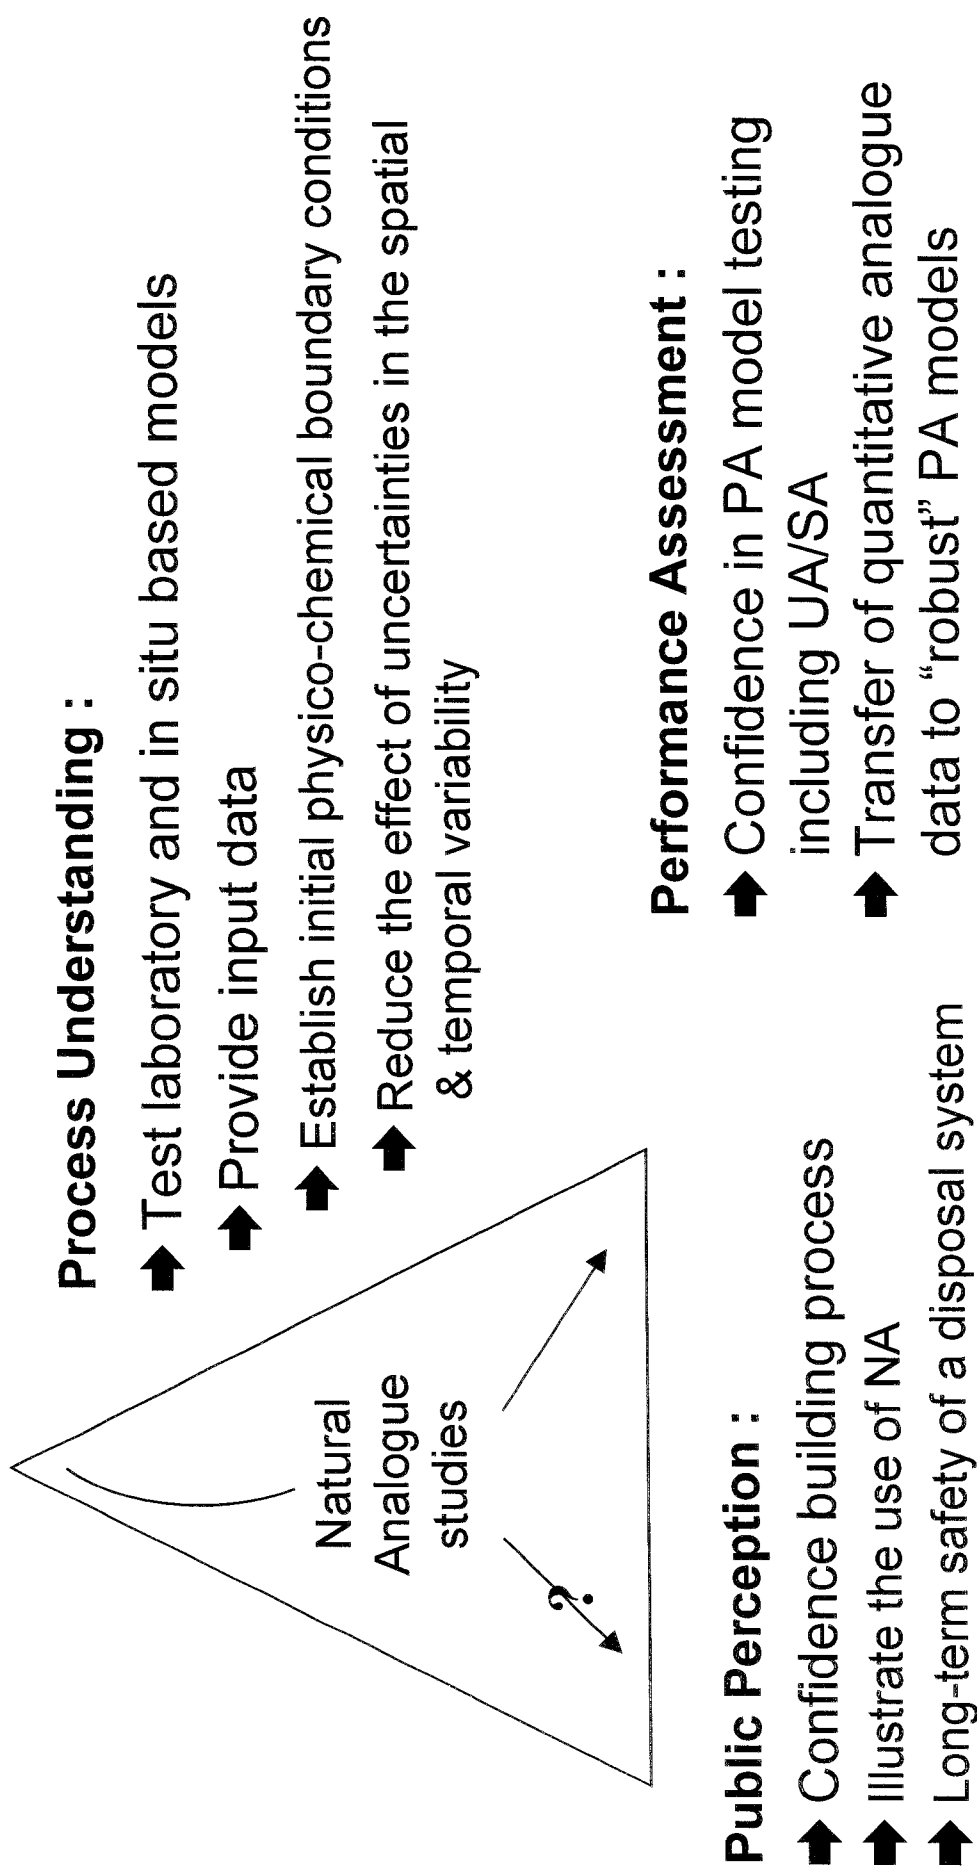 Process Understanding :
Test laboratory and in situ based models
Provide input data
Establish initial physico-chemical boundary conditions
Reduce the effect of uncertainties in the spatial
& temporal variability
Natural
Analogue
studies
?
Public Perception :
Confidence building process
Illustrate the use of NA
Long-term safety of a disposal system
Performance Assessment :
Confidence in PA model testing
including UA/SA
Transfer of quantitative analogue
data to “robust” PA models